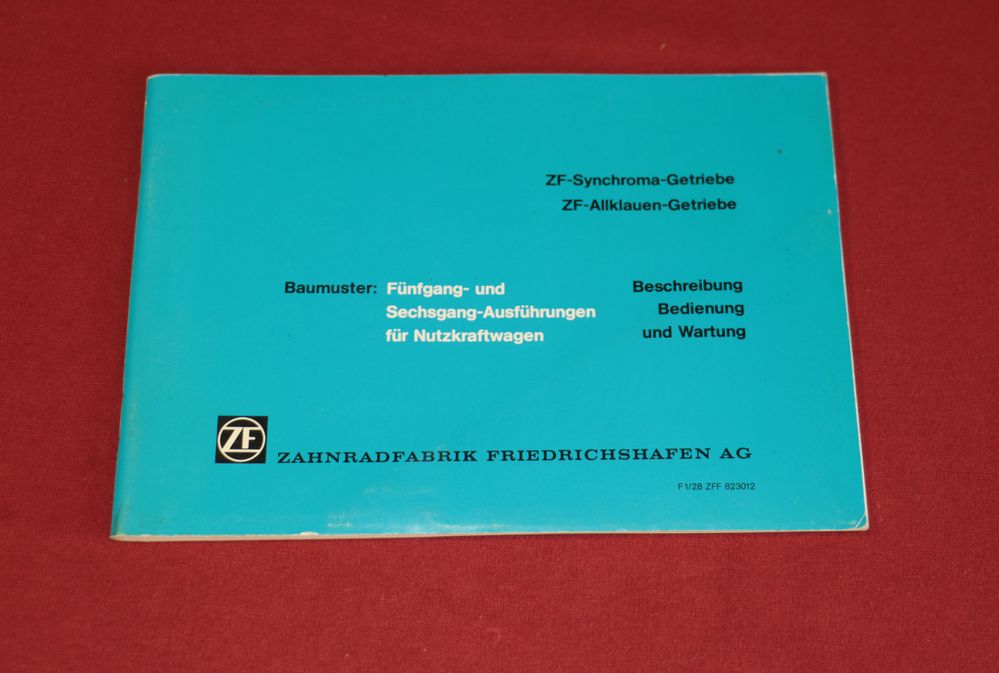 ZF-Synchroma-Getriebe
ZF-Allklauen-Getriebe
Baumuster: Fünfgang- und
Sechsgang-Ausführungen
für Nutzkraftwagen
Beschreibung
Bedienung
und Wartung
ZF
ZAHNRADFABRIK FRIEDRICHSHAFEN AG
F 1/28 ZFF 823012